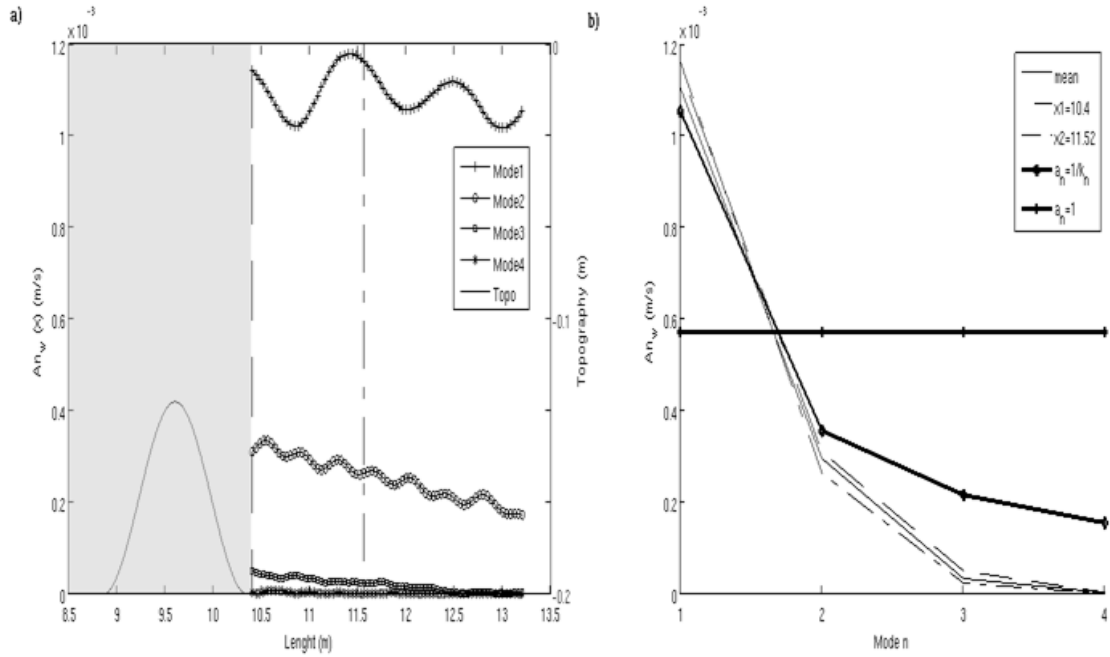 a)
×10
-3
1.2
1
0.8
0.6
0.4
0.2
0
An_w (x) (m/s)
8.5 9 9.5 10 10.5 11 11.5 12 12.5 13 13.5
Lenght (m)
0
-0.1
-0.2
Topography (m)
Mode1
Mode2
Mode3
Mode4
Topo
b)
×10
-3
1.2
1
0.8
0.6
0.4
0.2
0
An_w (m/s)
1 2 3 4
Mode n
mean
x1=10.4
x2=11.52
a_n=1/k_n
a_n=1